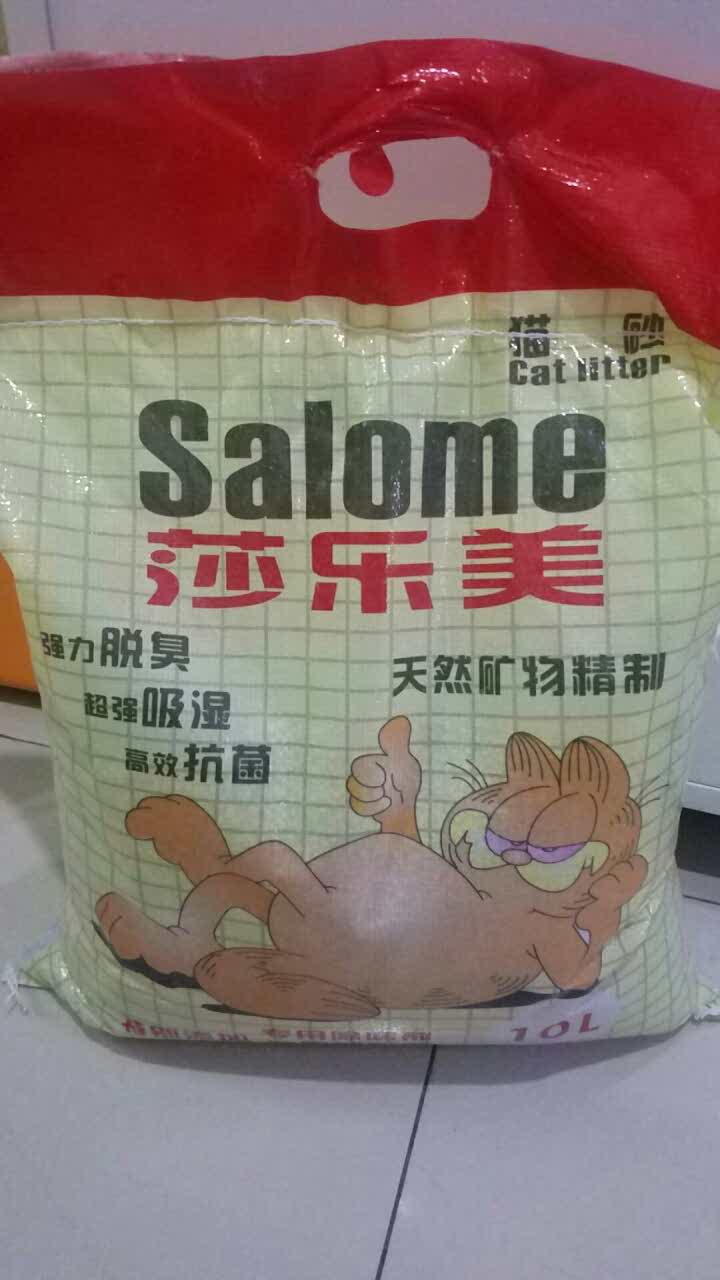 猫砂
Cat litter
Salome
莎乐美
强力脱臭
超强吸湿
高效抗菌
天然矿物精制
10L